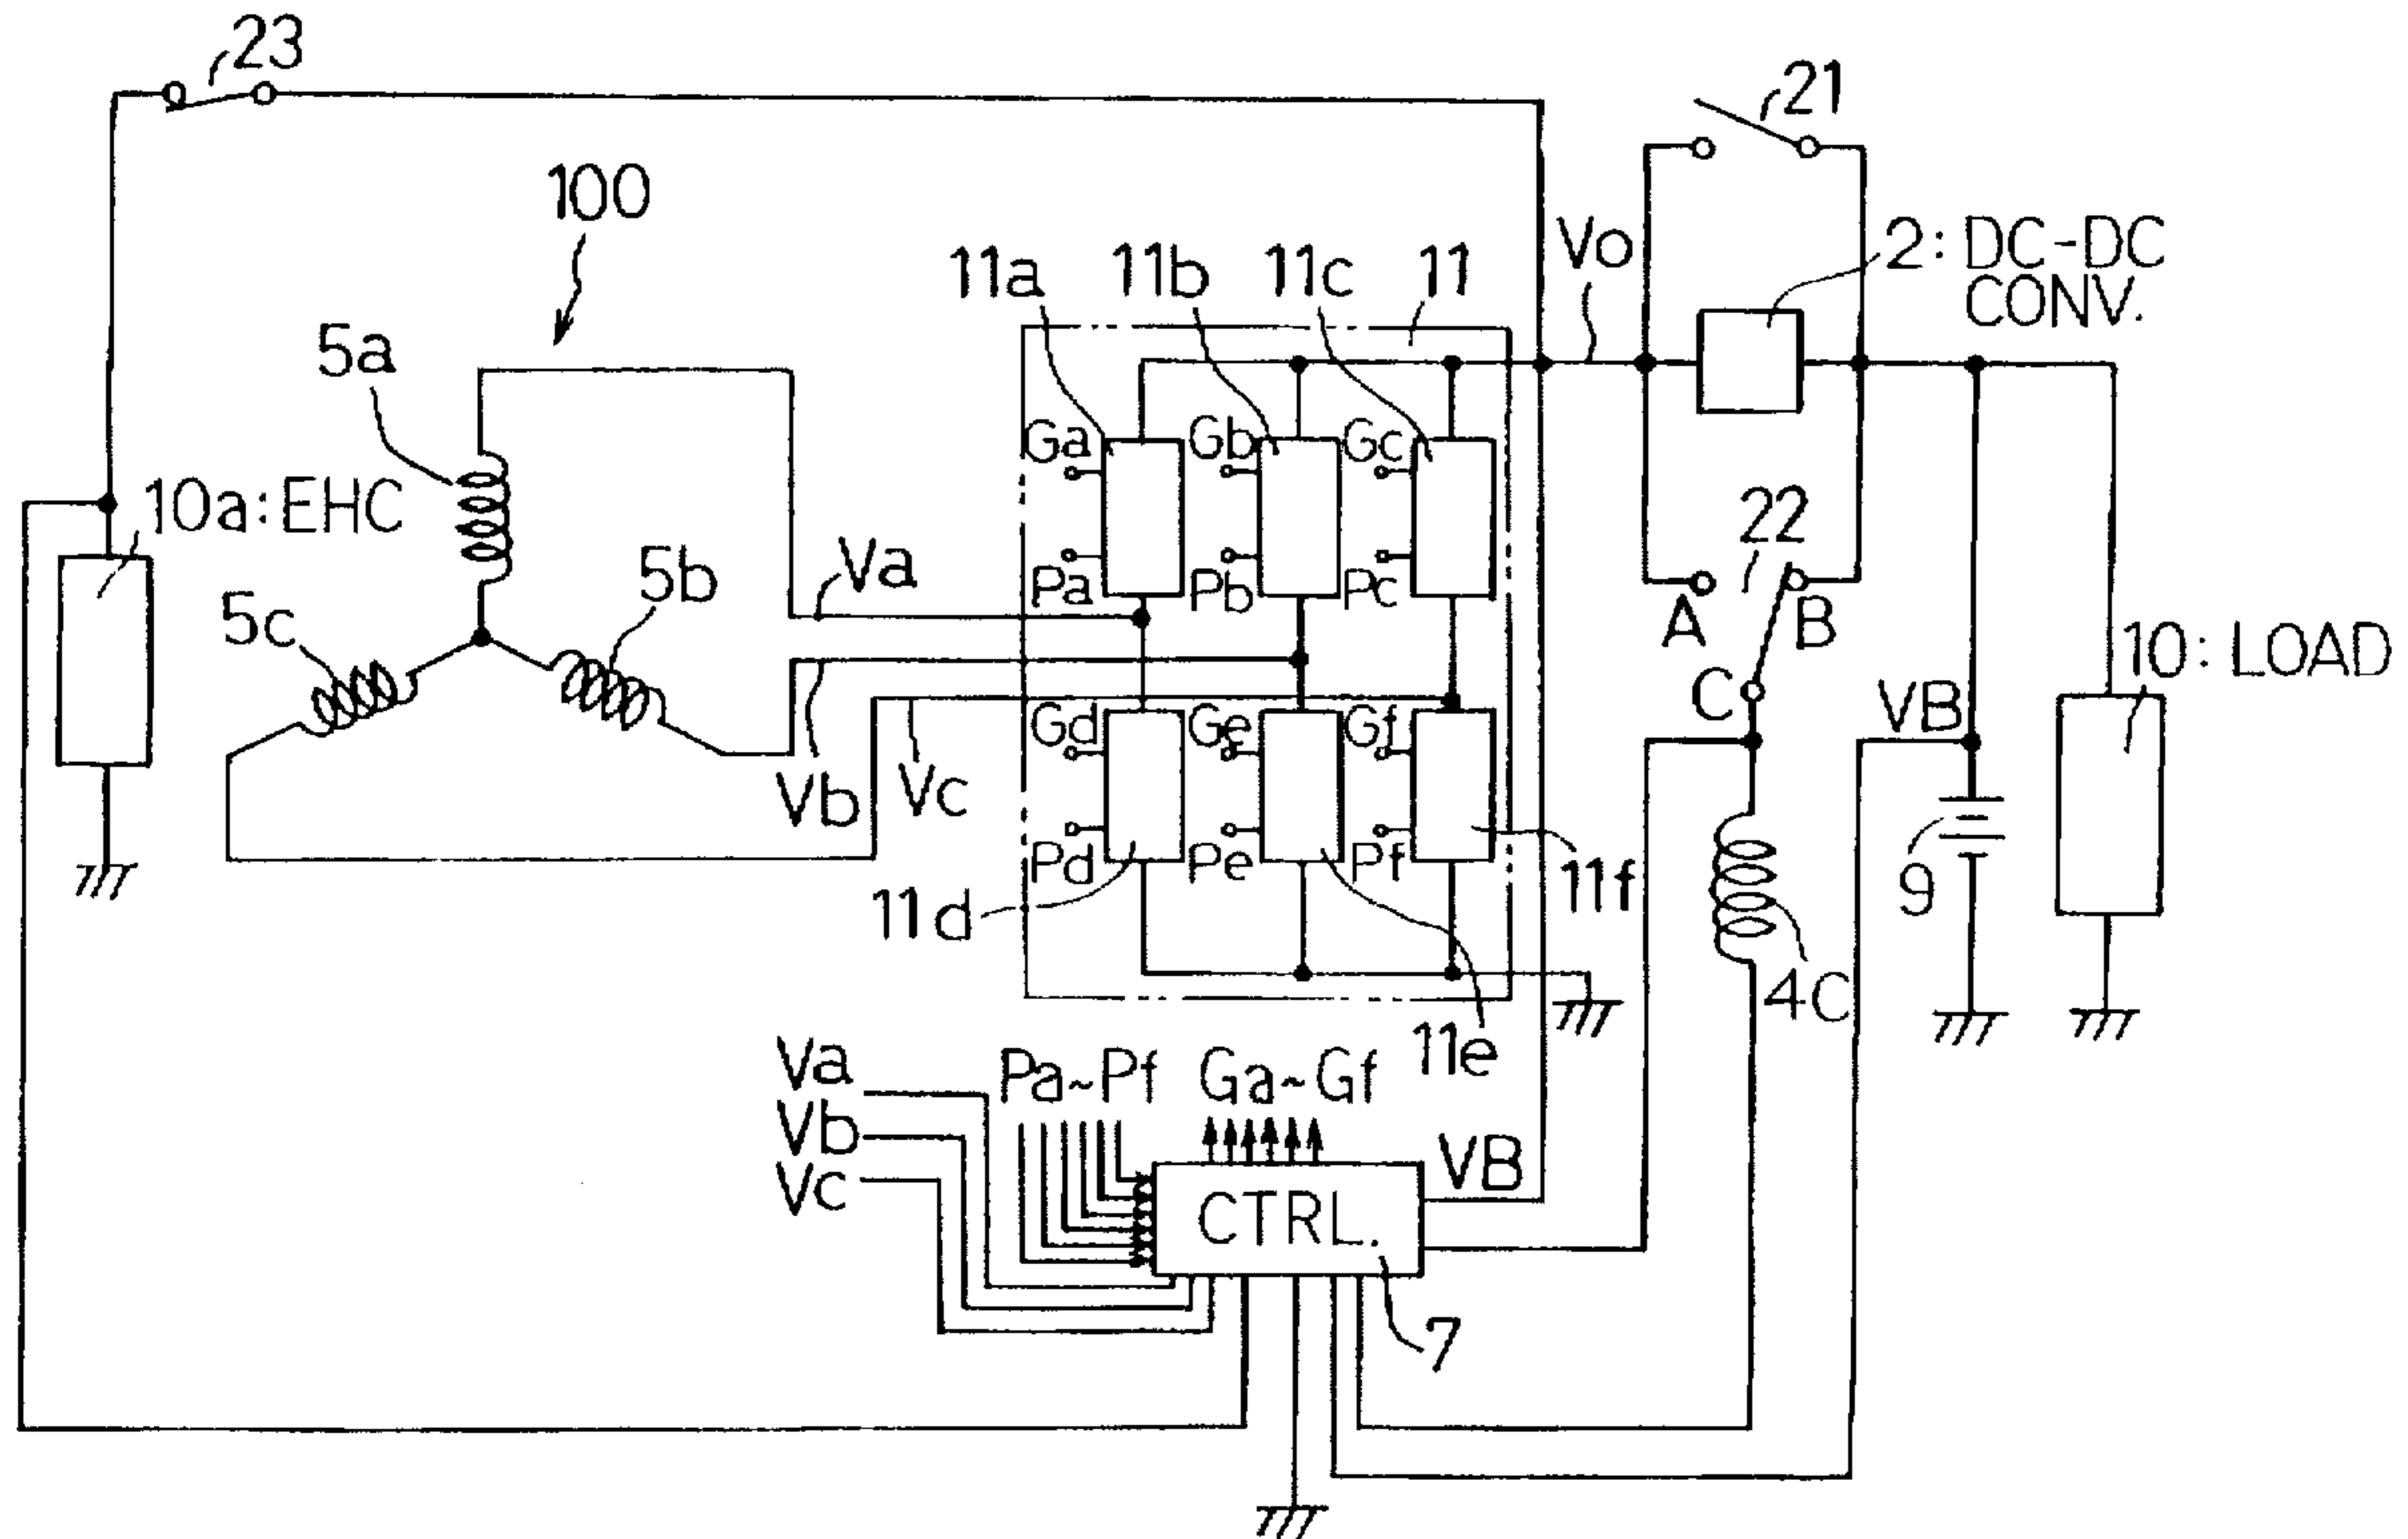 23
21
100
11a
11b
11c
11
Vo
2: DC-DC
CONV.
5a
Ga
Gb
Gc
10a: EHC
22
Va
5b
Pa
Pb
Pc
A
B
5c
10: LOAD
C
VB
Gd
Ge
Gf
Vb
Vc
Pd
Pe
Pf
11d
11f
9
4C
11e
Va
Pa~Pf
Ga~Gf
Vb
VB
Vc
CTRL.
7